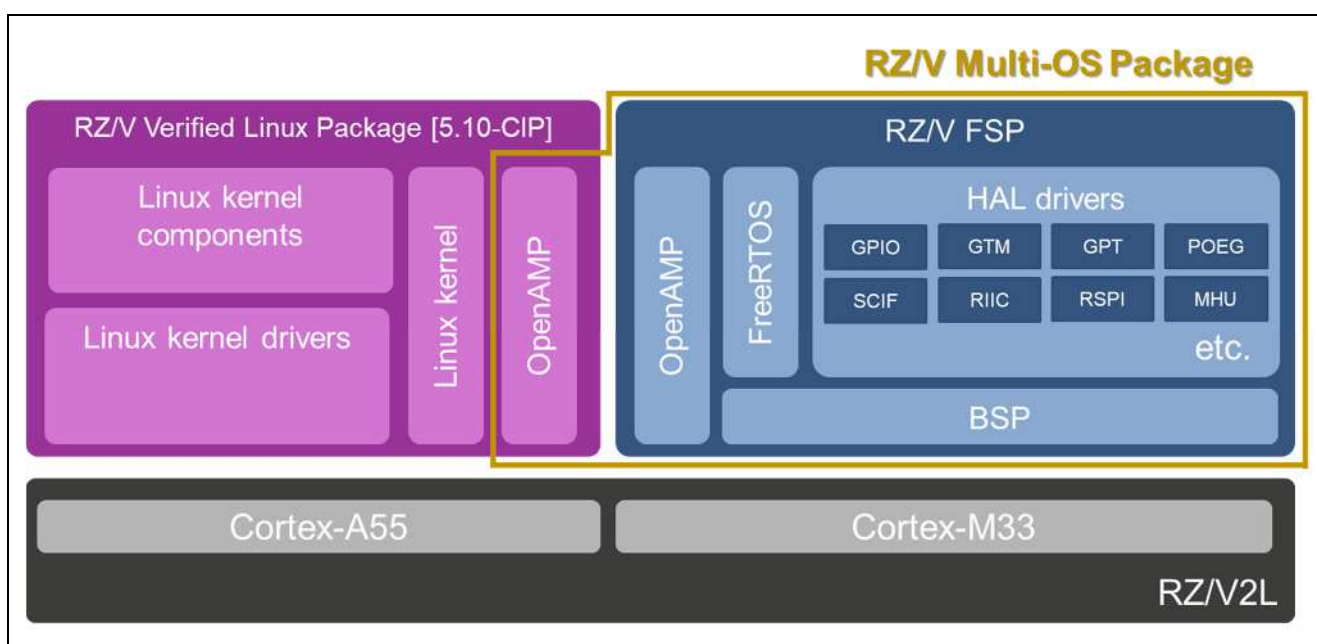 RZ/V Multi-OS Package
RZ/V Verified Linux Package [5.10-CIP]
Linux kernel
components
Linux kernel drivers
Linux kernel
OpenAMP
RZ/V FSP
OpenAMP
FreeRTOS
HAL drivers
GPIO
GTM
GPT
POEG
SCIF
RIIC
RSPI
MHU
etc.
BSP
Cortex-A55
Cortex-M33
RZ/V2L